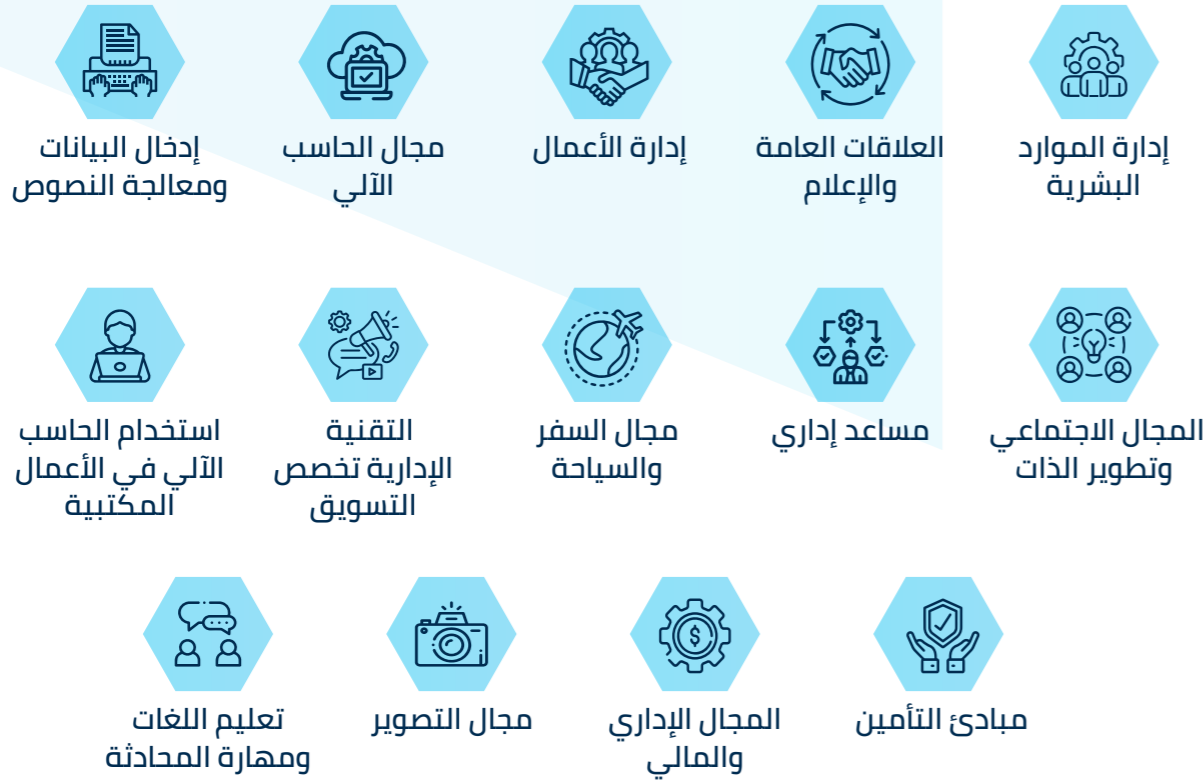 إدارة الموارد
البشرية
العلاقات العامة
والإعلام
إدارة الأعمال
مجال الحاسب
الآلي
إدخال البيانات
ومعالجة النصوص
المجال الاجتماعي
وتطوير الذات
مساعد إداري
مجال السفر
والسياحة
التقنية
الإدارية تخصص
التسويق
استخدام الحاسب
الآلي في الأعمال
المكتبية
مبادئ التأمين
المجال الإداري
والمالي
مجال التصوير
تعليم اللغات
ومهارة المحادثة